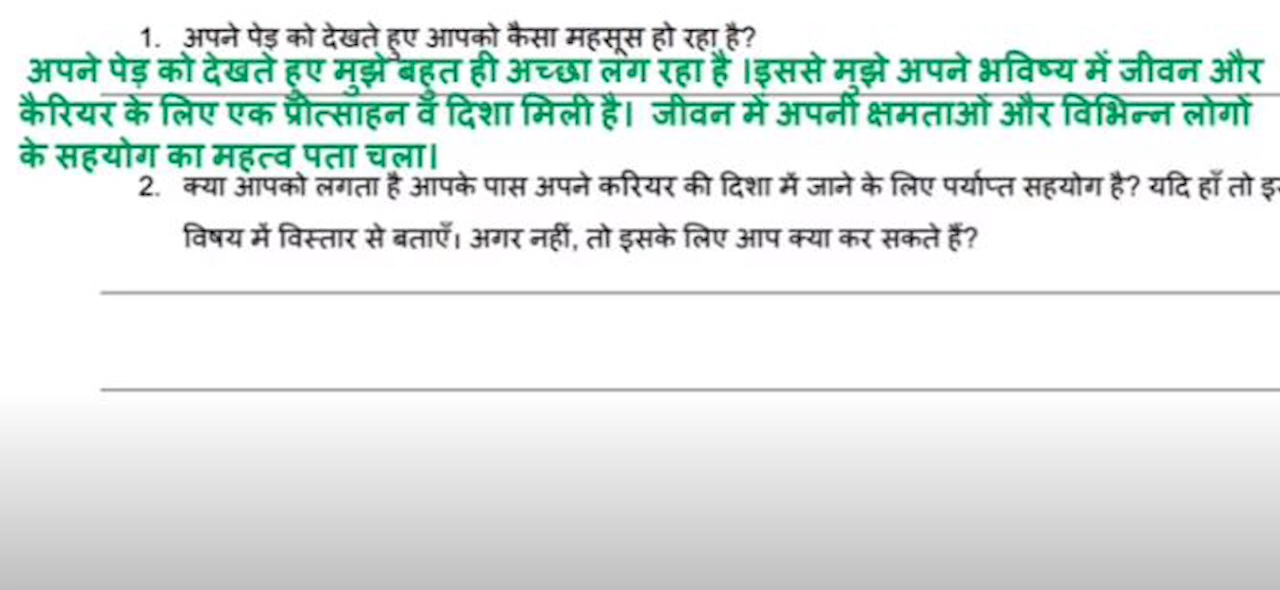 1. अपने पेड़ को देखते हुए आपको कैसा महसूस हो रहा है?
अपने पेड़ को देखते हुए मुझे बहुत ही अच्छा लग रहा है ।इससे मुझे अपने भविष्य में जीवन और
कैरियर के लिए एक प्रोत्साहन व दिशा मिली है। जीवन में अपनी क्षमताओं और विभिन्न लोगों
के सहयोग का महत्व पता चला।
2. क्या आपको लगता है आपके पास अपने करियर की दिशा में जाने के लिए पर्याप्त सहयोग है? यदि हाँ तो
विषय में विस्तार से बताएँ। अगर नहीं, तो इसके लिए आप क्या कर सकते हैं?